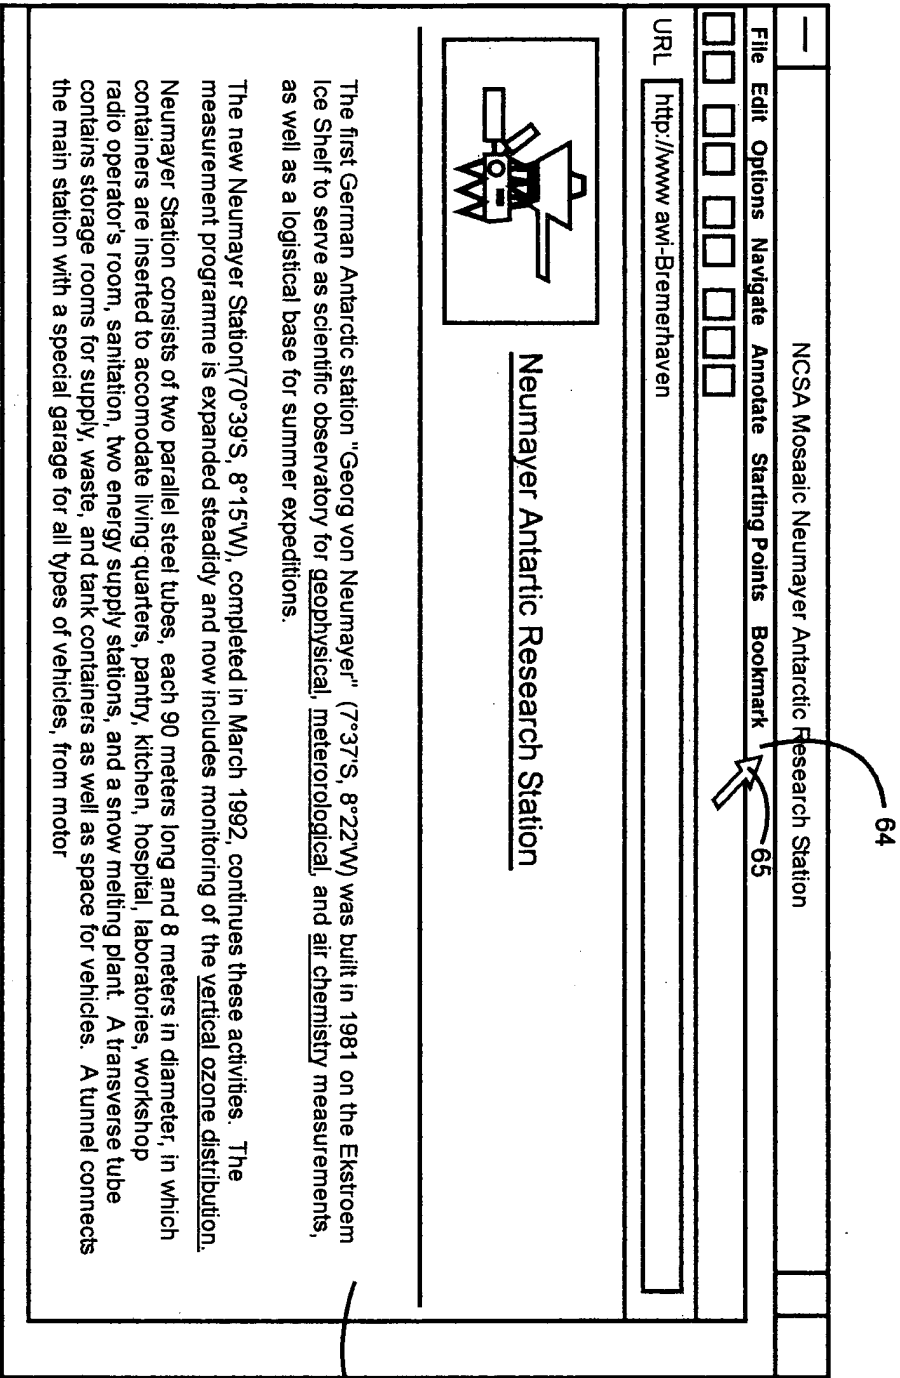 64
NCSA Mosaaic Neumayer Antarctic Research Station
File Edit Options Navigate Annotate Starting Points Bookmark
65
URL http://www awi-Bremerhaven
Neumayer Antartic Research Station
The first German Antarctic station "Georg von Neumayer" (7°37'S, 8°22'W) was built in 1981 on the Ekstroem
Ice Shelf to serve as scientific observatory for geophysical, meterorological, and air chemistry measurements,
as well as a logistical base for summer expeditions.
The new Neumayer Station(70°39'S, 8°15'W), completed in March 1992, continues these activities. The
measurement programme is expanded steadidy and now includes monitoring of the vertical ozone distribution.
Neumayer Station consists of two parallel steel tubes, each 90 meters long and 8 meters in diameter, in which
containers are inserted to accomodate living quarters, pantry, kitchen, hospital, laboratories, workshop
radio operator's room, sanitation, two energy supply stations, and a snow melting plant. A transverse tube
contains storage rooms for supply, waste, and tank containers as well as space for vehicles. A tunnel connects
the main station with a special garage for all types of vehicles, from motor